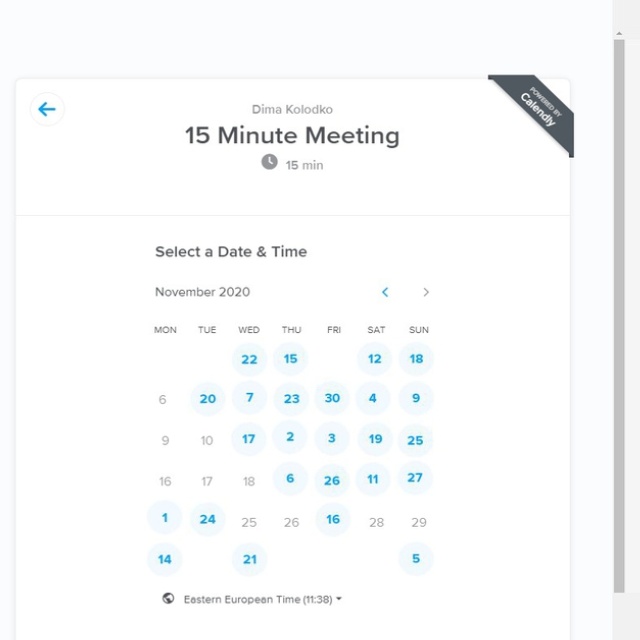 POWERED BY
Calendly
Dima Kolodko
15 Minute Meeting
15 min
Select a Date & Time
November 2020
MON TUE WED THU FRI SAT SUN
22 15 12 18
6 20 7 23 30 4 9
9 10 17 2 3 19 25
16 17 18 6 26 11 27
1 24 25 26 16 28 29
14 21 5
Eastern European Time (11:38)